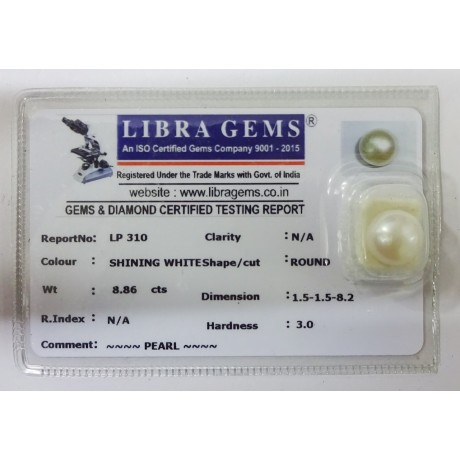 LIBRA GEMS ®
An ISO Certified Gems Company 9001 - 2015
Registered Under the Trade Marks with Govt. of India
website : www.libragems.co.in
GEMS & DIAMOND CERTIFIED TESTING REPORT
ReportNo: LP 310 Clarity : N/A
Colour : SHINING WHITE Shape/cut : ROUND
Wt : 8.86 cts Dimension : 1.5-1.5-8.2
R.Index : N/A Hardness : 3.0
Comment: ~~~~ PEARL ~~~~